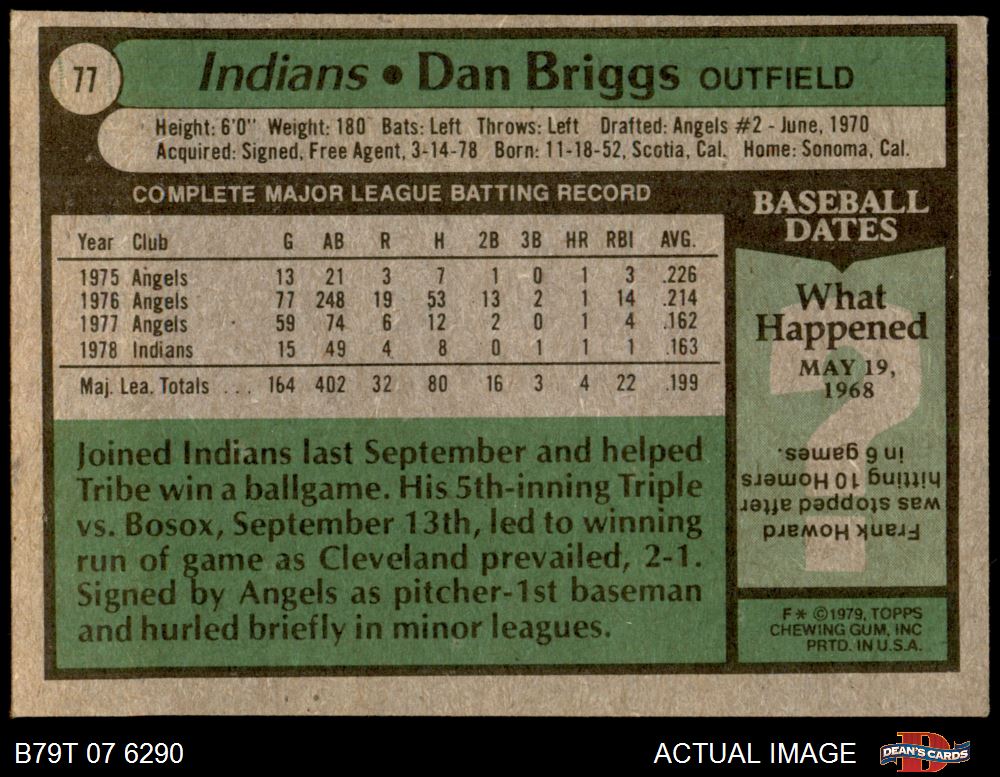 77
Indians • Dan Briggs OUTFIELD
Height: 6'0" Weight: 180 Bats: Left Throws: Left Drafted: Angels #2 - June, 1970
Acquired: Signed, Free Agent, 3-14-78 Born: 11-18-52, Scotia, Cal. Home: Sonoma, Cal.
COMPLETE MAJOR LEAGUE BATTING RECORD
Year Club G AB R H 2B 3B HR RBI AVG.
1975 Angels 13 21 3 7 1 0 1 3 .226
1976 Angels 77 248 19 53 13 2 1 14 .214
1977 Angels 59 74 6 12 2 0 1 4 .162
1978 Indians 15 49 4 8 0 1 1 1 .163
Maj. Lea. Totals . . . 164 402 32 80 16 3 4 22 .199
Joined Indians last September and helped
Tribe win a ballgame. His 5th-inning Triple
vs. Bosox, September 13th, led to winning
run of game as Cleveland prevailed, 2-1.
Signed by Angels as pitcher-1st baseman
and hurled briefly in minor leagues.
BASEBALL
DATES
What
Happened
MAY 19,
1968
?
Frank Howard
was stopped after
hitting 10 Homers
in 6 games.
F* ©1979, TOPPS
CHEWING GUM, INC
PRTD. IN U.S.A.
B79T 07 6290
ACTUAL IMAGE
D
DEAN'S CARDS